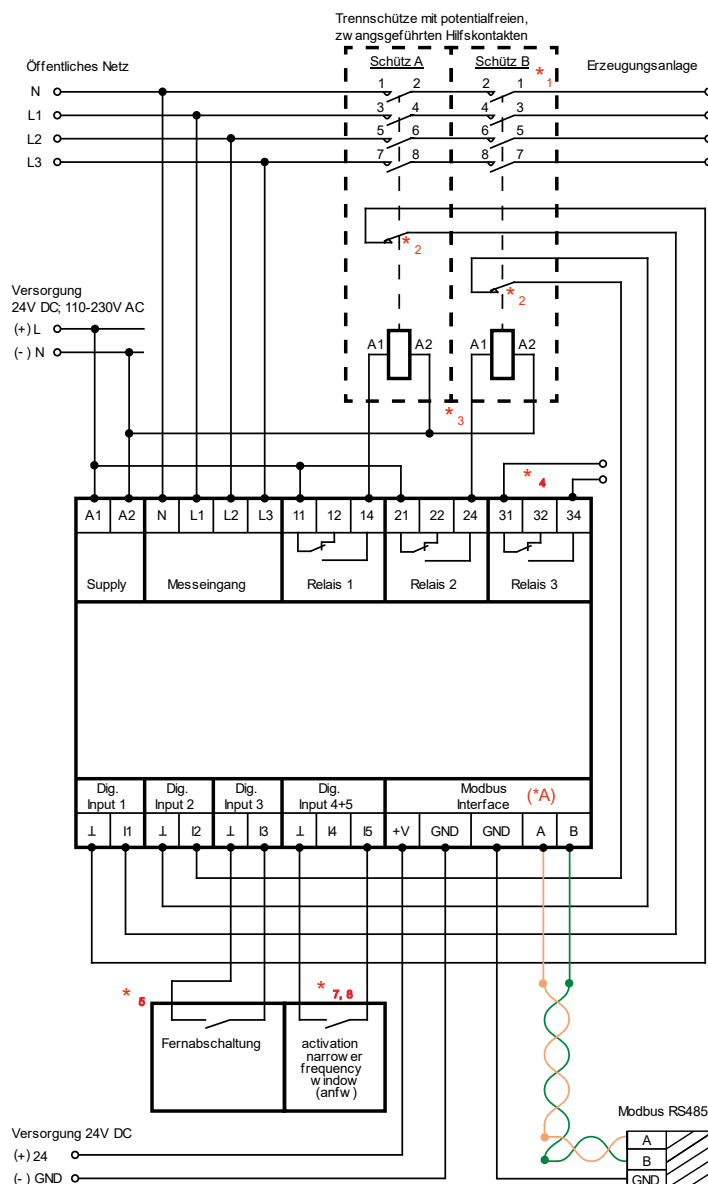 Trennschütze mit potentialfreien,
zwangsgeführten Hilfskontakten
Öffentliches Netz
Schütz A
Schütz B
*1
Erzeugungsanlage
N
1 2 2 1
L1
3 4 4 3
L2
5 6 6 5
L3
7 8 8 7
*2
*2
Versorgung
24V DC; 110-230V AC
(+) L
(-) N
A1 A2 A1 A2
*3
*4
A1 A2 N L1 L2 L3 11 12 14 21 22 24 31 32 34
Supply Messeingang Relais 1 Relais 2 Relais 3
Dig. Input 1
Dig. Input 2
Dig. Input 3
Dig. Input 4+5
Modbus Interface (*A)
⊥ I1 ⊥ I2 ⊥ I3 ⊥ I4 I5 +V GND GND A B
*5
*7, 8
Fernabschaltung
activation
narrower
frequency
window
(anfw)
Versorgung 24V DC
(+) 24
(-) GND
Modbus RS485
A
B
GND